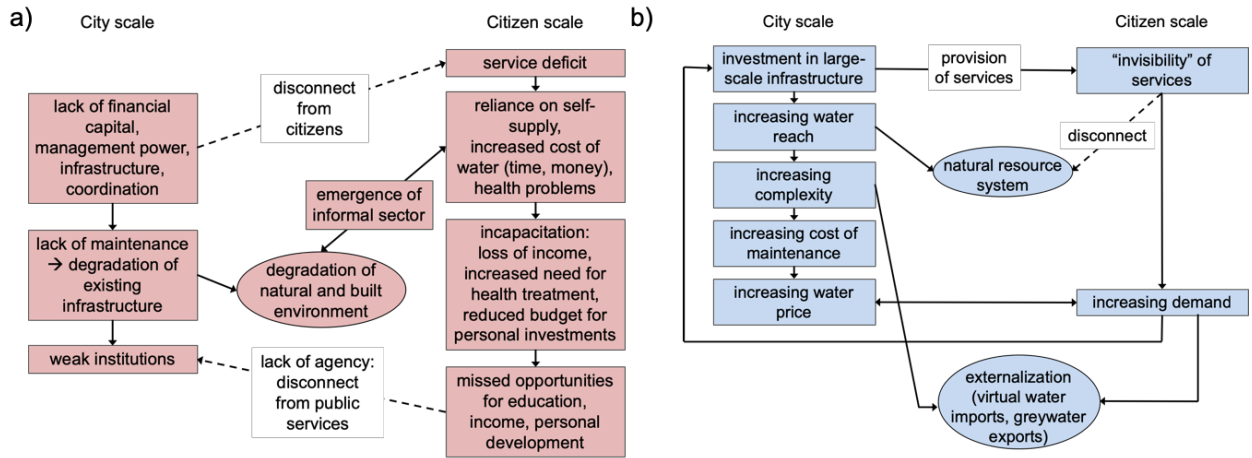 a)
City scale
Citizen scale
service deficit
disconnect
from
citizens
lack of financial
capital,
management power,
infrastructure,
coordination
reliance on self-
supply,
increased cost of
water (time, money),
health problems
emergence of
informal sector
lack of maintenance
→ degradation of
existing
infrastructure
degradation of
natural and built
environment
incapacitation:
loss of income,
increased need for
health treatment,
reduced budget for
personal investments
weak institutions
lack of agency:
disconnect
from public
services
missed opportunities
for education,
income, personal
development
b)
City scale
Citizen scale
investment in large-
scale infrastructure
provision
of services
“invisibility” of
services
increasing water
reach
disconnect
natural resource
system
increasing
complexity
increasing cost of
maintenance
increasing water
price
increasing demand
externalization
(virtual water
imports, greywater
exports)